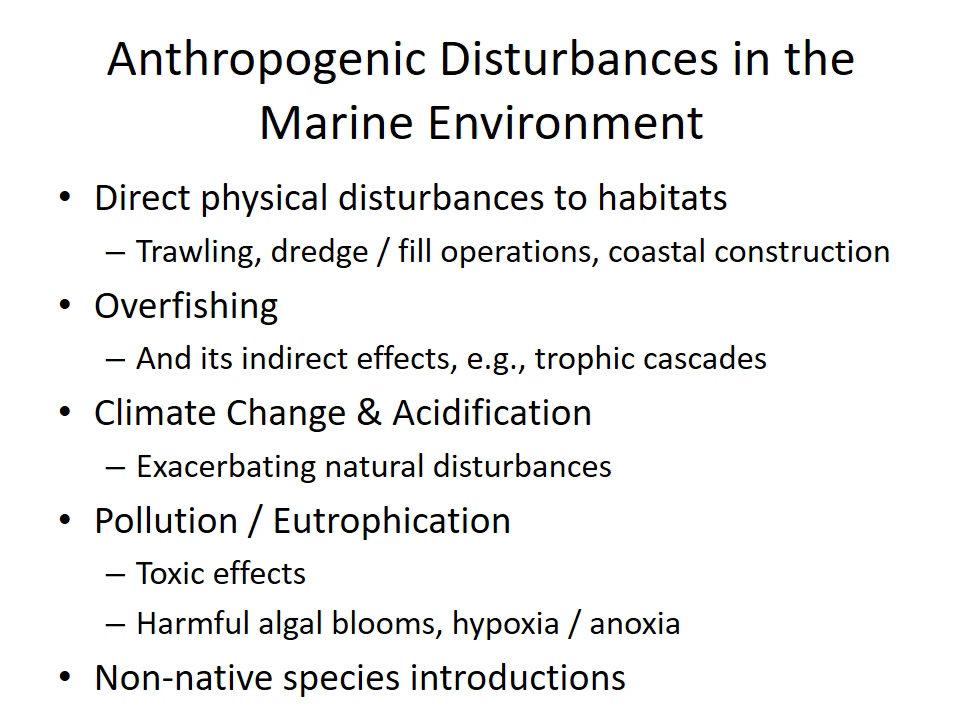 Anthropogenic Disturbances in the
Marine Environment
• Direct physical disturbances to habitats
– Trawling, dredge / fill operations, coastal construction
• Overfishing
– And its indirect effects, e.g., trophic cascades
• Climate Change & Acidification
– Exacerbating natural disturbances
• Pollution / Eutrophication
– Toxic effects
– Harmful algal blooms, hypoxia / anoxia
• Non-native species introductions